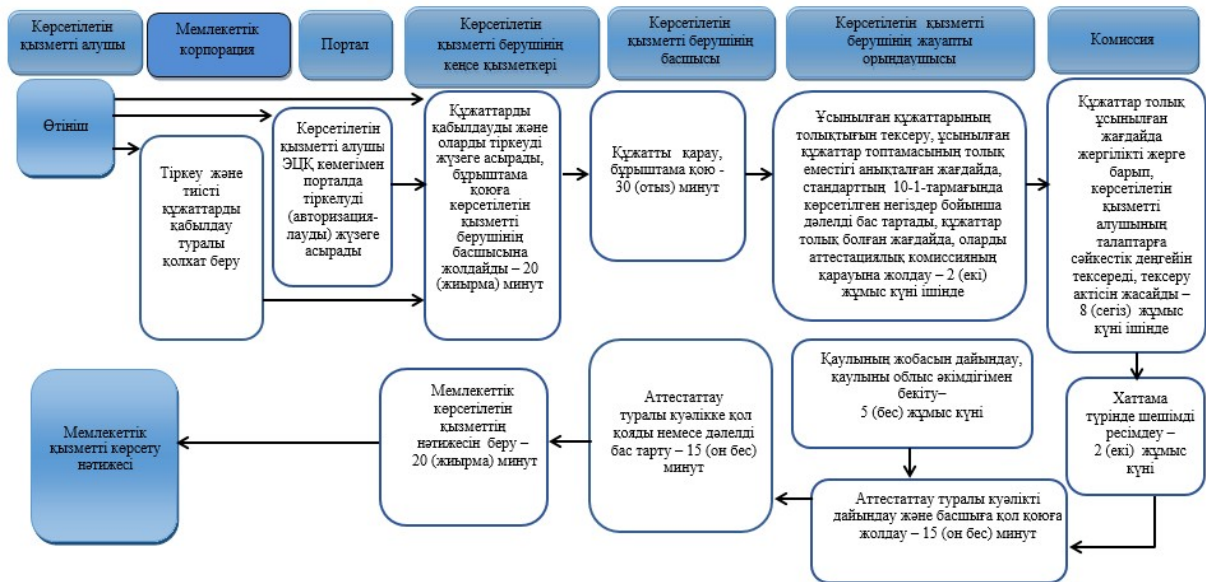 Көрсетілетін
қызметті алушы
Мемлекеттік
корпорация
Портал
Көрсетілетін
қызметті берушінің
кеңсе қызметкері
Көрсетілетін
қызметті берушінің
басшысы
Көрсетілетін қызметті
берушінің жауапты
орындаушысы
Комиссия
Өтініш
Тіркеу және
тиісті
құжаттарды
қабылдау
туралы
қолхат беру
Көрсетілетін
қызметті алушы
ЭЦҚ көмегімен
порталда
тіркелуді
(авторизация-
лауды) жүзеге
асырады
Құжаттарды
қабылдауды және
оларды тіркеуді
жүзеге асырады,
бұрыштама
қоюға
көрсетілетін
қызметті
берушінің
басшысына
жолдайды – 20
(жиырма) минут
Құжатты қарау,
бұрыштама қою -
30 (отыз) минут
Ұсынылған құжаттарының
толықтығын тексеру, ұсынылған
құжаттар топтамасының толық
еместігі анықталған жағдайда,
стандарттың 10-1-тармағында
көрсетілген негіздер бойынша
дәлелді бас тартады, құжаттар
толық болған жағдайда, оларды
аттестациялық комиссияның
қарауына жолдау – 2 (екі)
жұмыс күні ішінде
Құжаттар толық
ұсынылған
жағдайда
жергілікті жерге
барып,
көрсетілетін
қызметті
алушының
талаптарға
сәйкестік деңгейін
тексереді, тексеру
актісін жасайды –
8 (сегіз) жұмыс
күні ішінде
Мемлекеттік
қызметті көрсету
нәтижесі
Мемлекеттік
көрсетілетін
қызметтің
нәтижесін беру –
20 (жиырма) минут
Аттестаттау
туралы куәлікке қол
қояды немесе дәлелді
бас тарту – 15 (он бес)
минут
Қаулының жобасын дайындау,
қаулыны облыс әкімдігімен
бекіту–
5 (бес) жұмыс күні
Хаттама
түрінде шешімді
ресімдеу –
2 (екі) жұмыс
күні
Аттестаттау туралы куәлікті
дайындау және басшыға қол қоюға
жолдау – 15 (он бес) минут